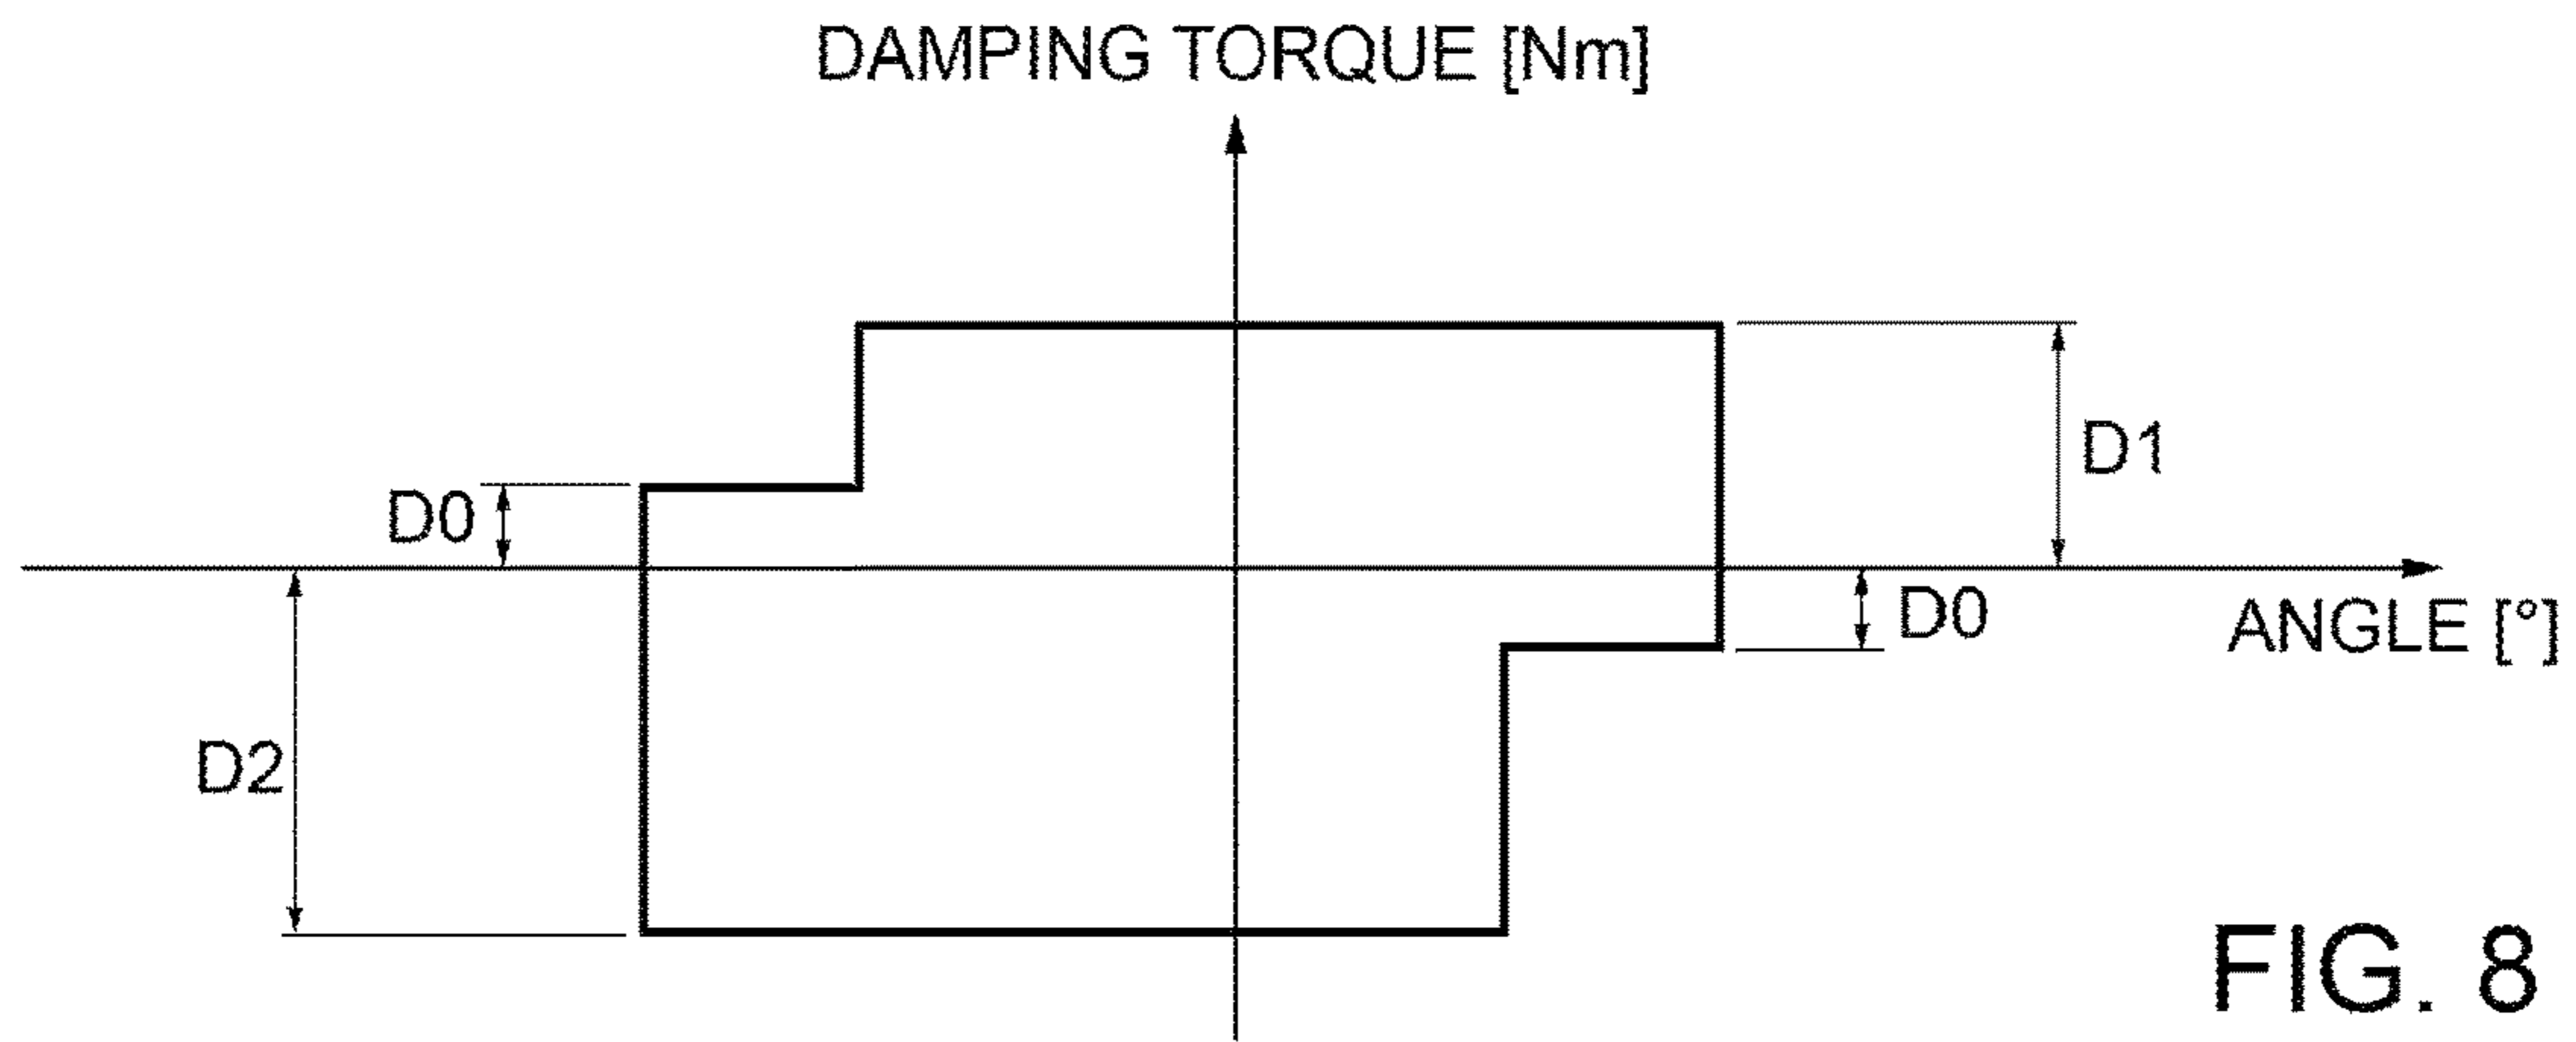 DAMPING TORQUE [Nm]
D1
D0
D0
ANGLE [°]
D2
FIG. 8